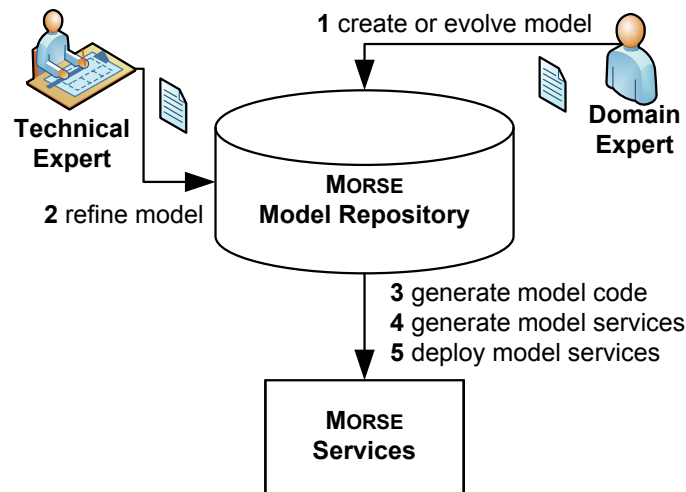 1 create or evolve model
Technical
Expert
Domain
Expert
MORSE
Model Repository
2 refine model
3 generate model code
4 generate model services
5 deploy model services
MORSE
Services